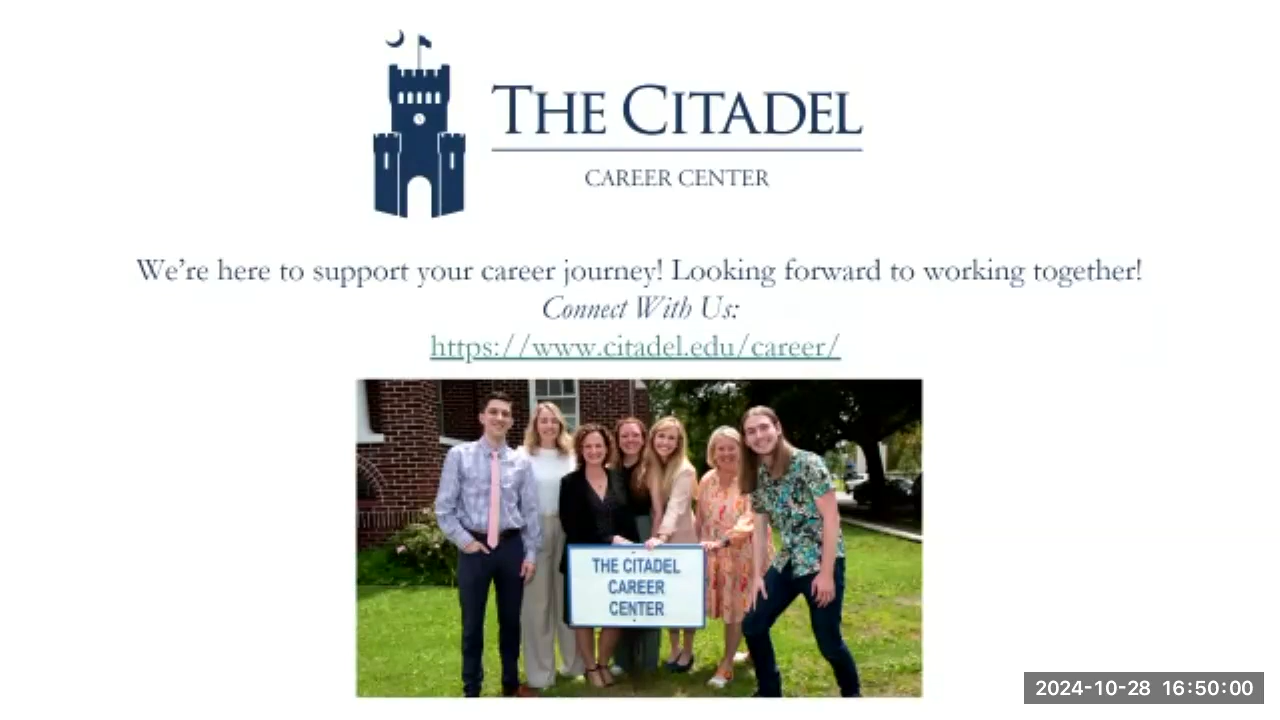 THE CITADEL
CAREER CENTER
We're here to support your career journey! Looking forward to working together!
Connect With Us:
https://www.citadel.edu/career/
THE CITADEL
CAREER
CENTER
2024-10-28 16:50:00